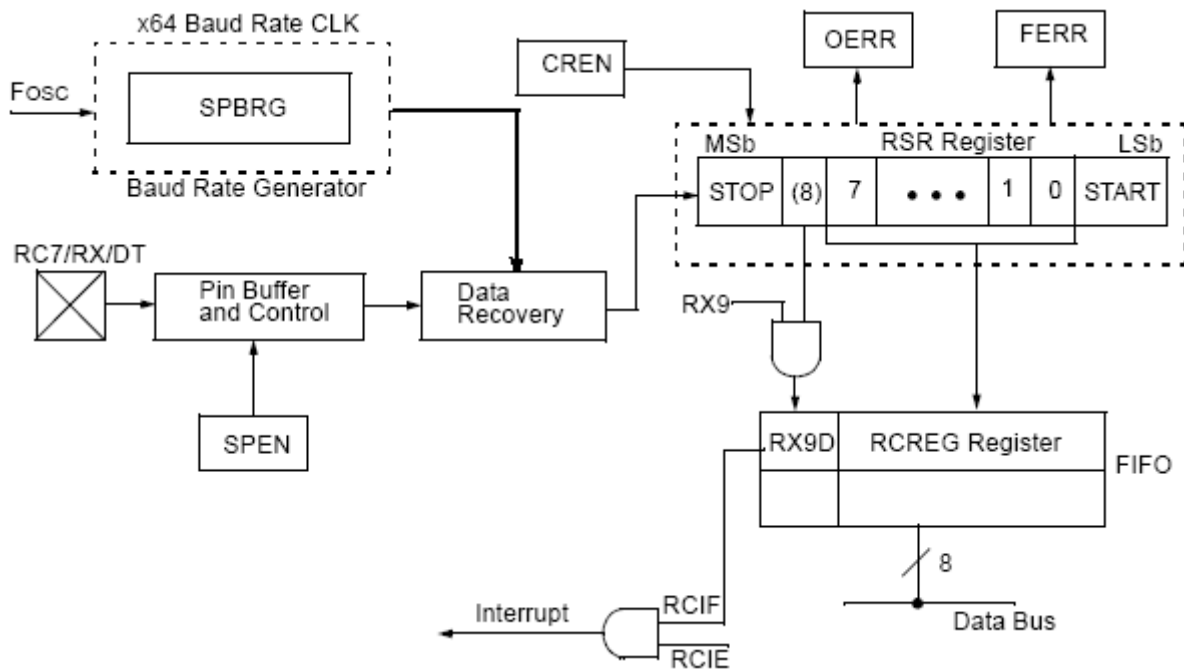 x64 Baud Rate CLK
OERR
FERR
CREN
Fosc
SPBRG
MSb
RSR Register
LSb
Baud Rate Generator
STOP
(8)
7
• • •
1
0
START
RC7/RX/DT
Pin Buffer
and Control
Data
Recovery
RX9
SPEN
RX9D
RCREG Register
FIFO
8
Interrupt
RCIF
Data Bus
RCIE